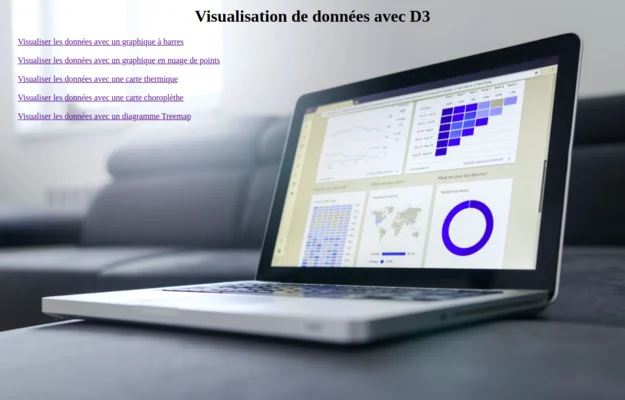 Visualisation de données avec D3
Visualiser les données avec un graphique à barres
Visualiser les données avec un graphique en nuage de points
Visualiser les données avec une carte thermique
Visualiser les données avec une carte choroplèthe
Visualiser les données avec un diagramme Treemap